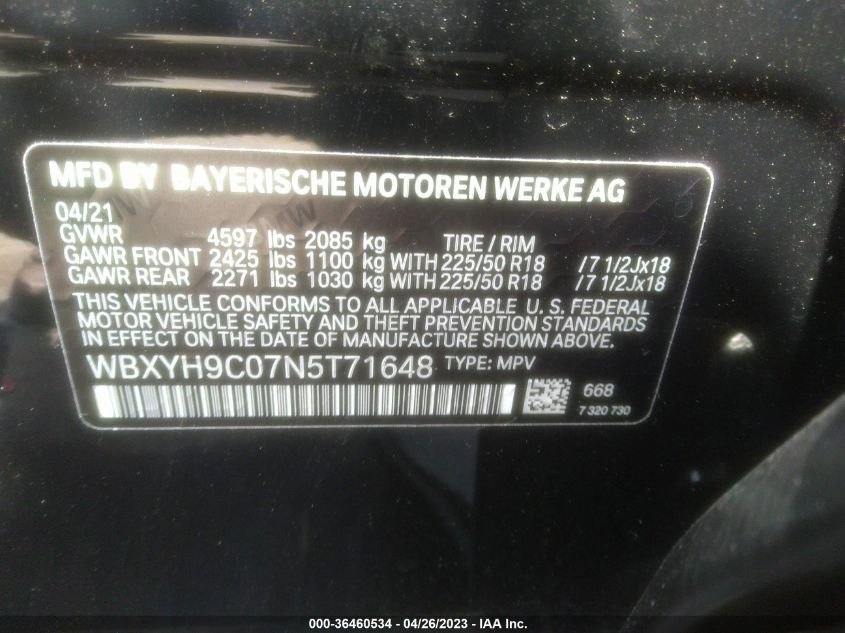 MFD BY BAYERISCHE MOTOREN WERKE AG
04/21
GVWR 4597 lbs 2085 kg TIRE / RIM
GAWR FRONT 2425 lbs 1100 kg WITH 225/50 R18 /7 1/2Jx18
GAWR REAR 2271 lbs 1030 kg WITH 225/50 R18 /7 1/2Jx18
THIS VEHICLE CONFORMS TO ALL APPLICABLE U. S. FEDERAL
MOTOR VEHICLE SAFETY AND THEFT PREVENTION STANDARDS
IN EFFECT ON THE DATE OF MANUFACTURE SHOWN ABOVE.
WBXYH9C07N5T71648 TYPE: MPV
668
7 320 730
000-36460534 - 04/26/2023 - IAA Inc.